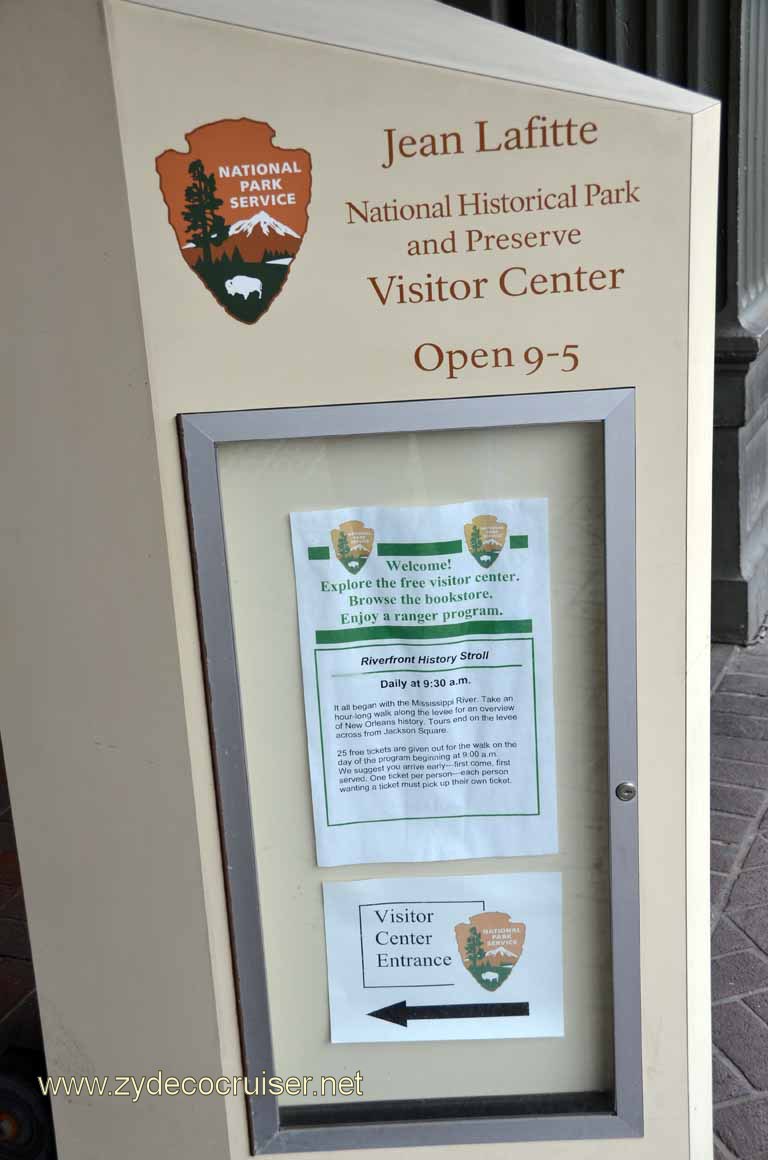 NATIONAL
PARK
SERVICE
Jean Lafitte
National Historical Park
and Preserve
Visitor Center
Open 9-5
Welcome!
Explore the free visitor center.
Browse the bookstore.
Enjoy a ranger program.
Riverfront History Stroll
Daily at 9:30 a.m.
It all began with the Mississippi River. Take an
hour-long walk along the levee for an overview
of New Orleans history. Tours end on the levee
across from Jackson Square.
25 free tickets are given out for the walk on the
day of the program beginning at 9:00 a.m.
We suggest you arrive early—first come, first
served. One ticket per person—each person
wanting a ticket must pick up their own ticket.
Visitor
Center
Entrance
NATIONAL
PARK
SERVICE
www.zydecocruiser.net